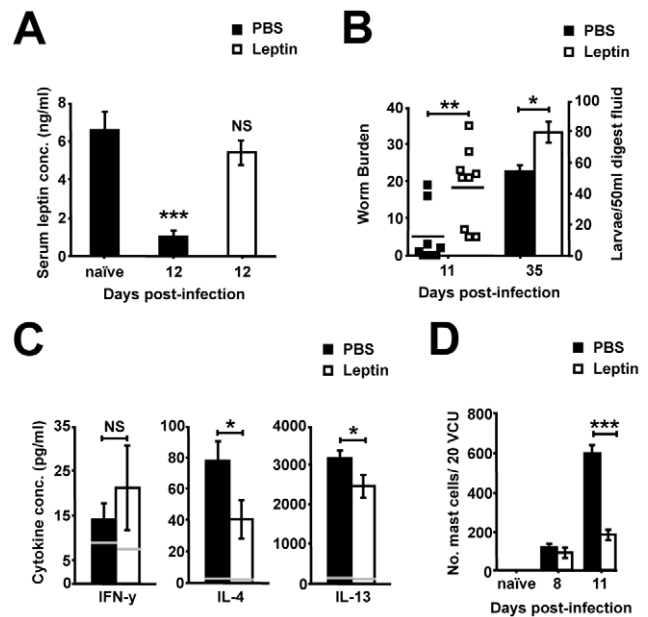 A
PBS
Leptin
Serum leptin conc. (ng/ml)
8
6
4
2
0
***
NS
naïve 12 12
Days post-infection
B
PBS
Leptin
Worm Burden
40
30
20
10
0
**
*
100
80
60
40
20
0
Larvae/50ml digest fluid
11 35
Days post-infection
C
PBS
Leptin
Cytokine conc. (pg/ml)
35
25
15
5
0
NS
IFN-y
100
80
60
40
20
0
*
IL-4
4000
3000
2000
1000
0
*
IL-13
D
PBS
Leptin
No. mast cells/ 20 VCU
800
600
400
200
0
***
naïve 8 11
Days post-infection